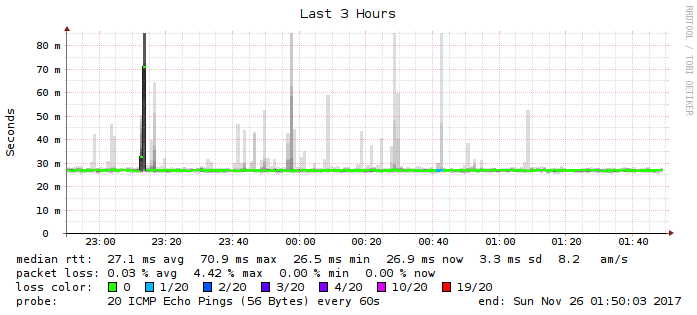 Last 3 Hours
RRDTOOL / TOBI OETIKER
Seconds
80 m
70 m
60 m
50 m
40 m
30 m
20 m
10 m
0
23:00 23:20 23:40 00:00 00:20 00:40 01:00 01:20 01:40
median rtt: 27.1 ms avg 70.9 ms max 26.5 ms min 26.9 ms now 3.3 ms sd 8.2 am/s
packet loss: 0.03 % avg 4.42 % max 0.00 % min 0.00 % now
loss color: 0 1/20 2/20 3/20 4/20 10/20 19/20
probe: 20 ICMP Echo Pings (56 Bytes) every 60s end: Sun Nov 26 01:50:03 2017